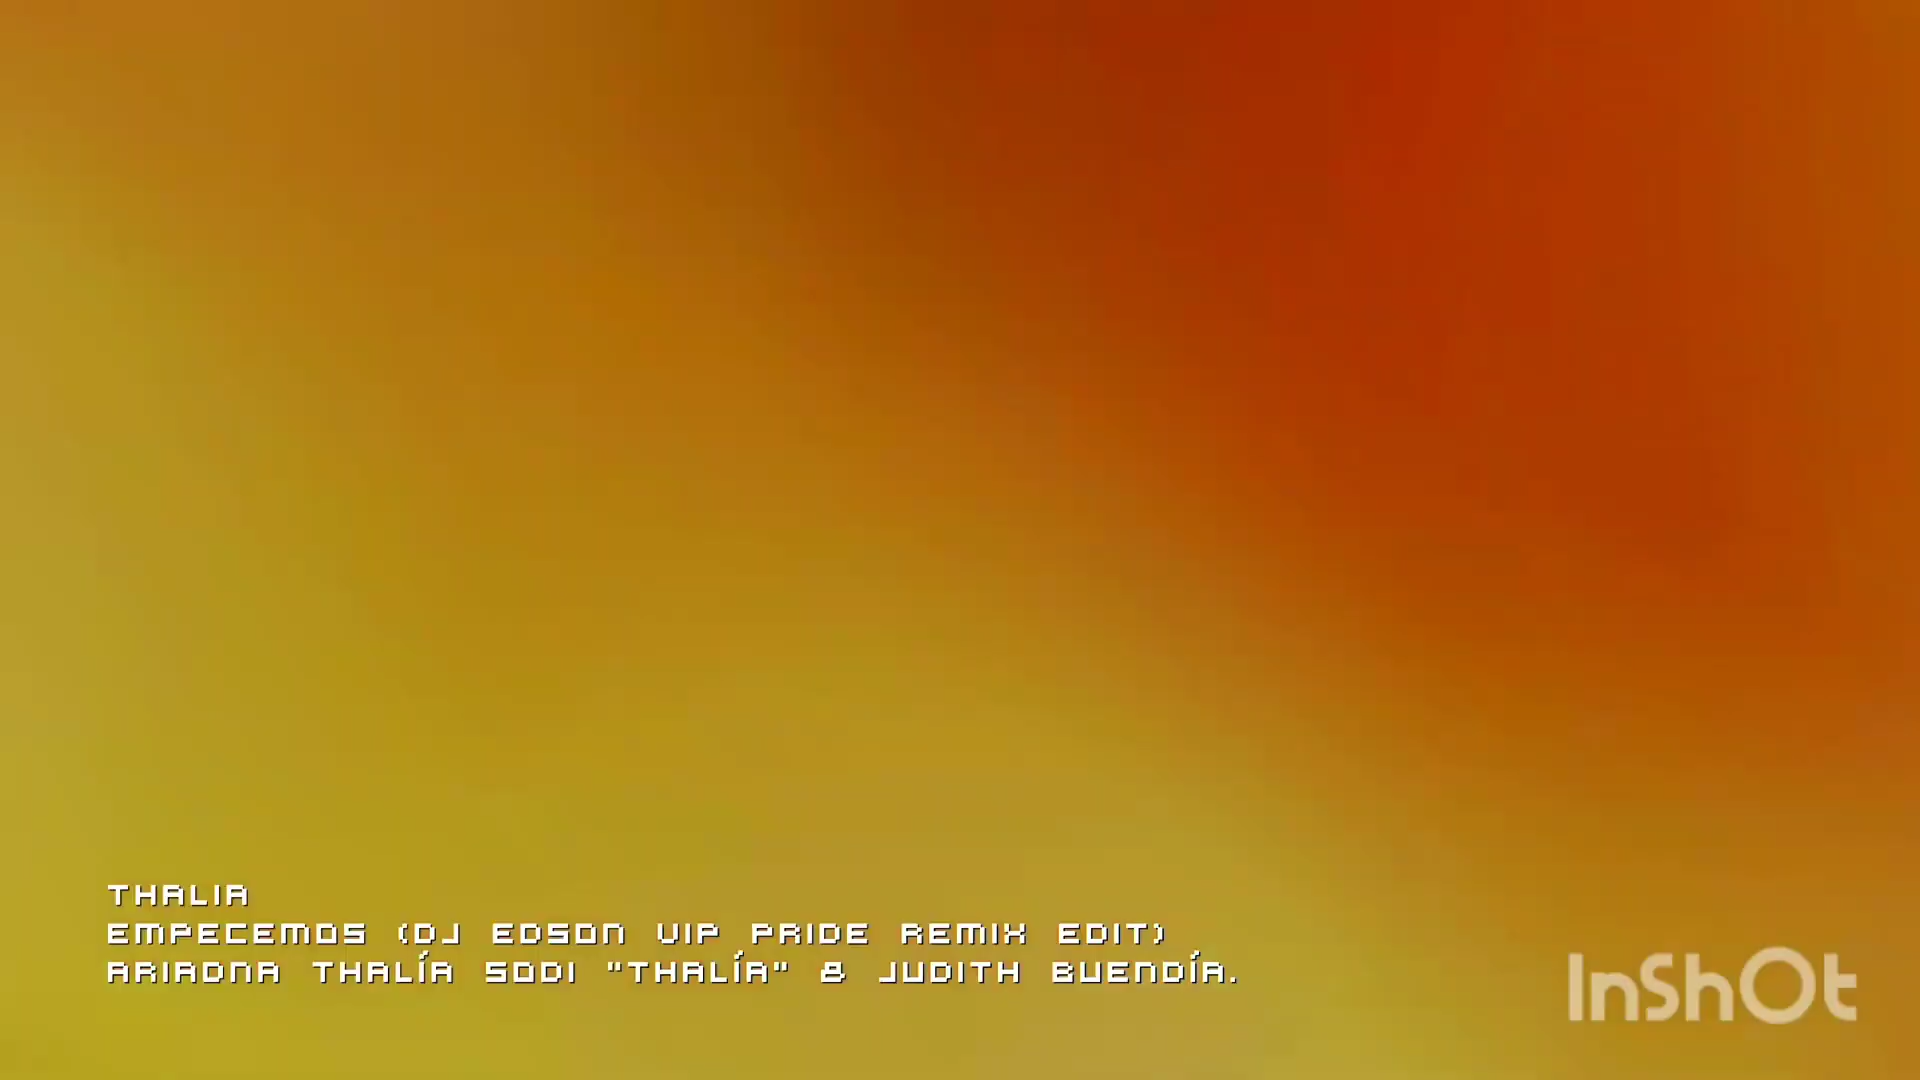 THALIA
EMPECEMOS (DJ EDSON VIP PRIDE REMIX EDIT)
ARIADNA THALÍA SODI "THALÍA" & JUDITH BUENDÍA.
InShOt